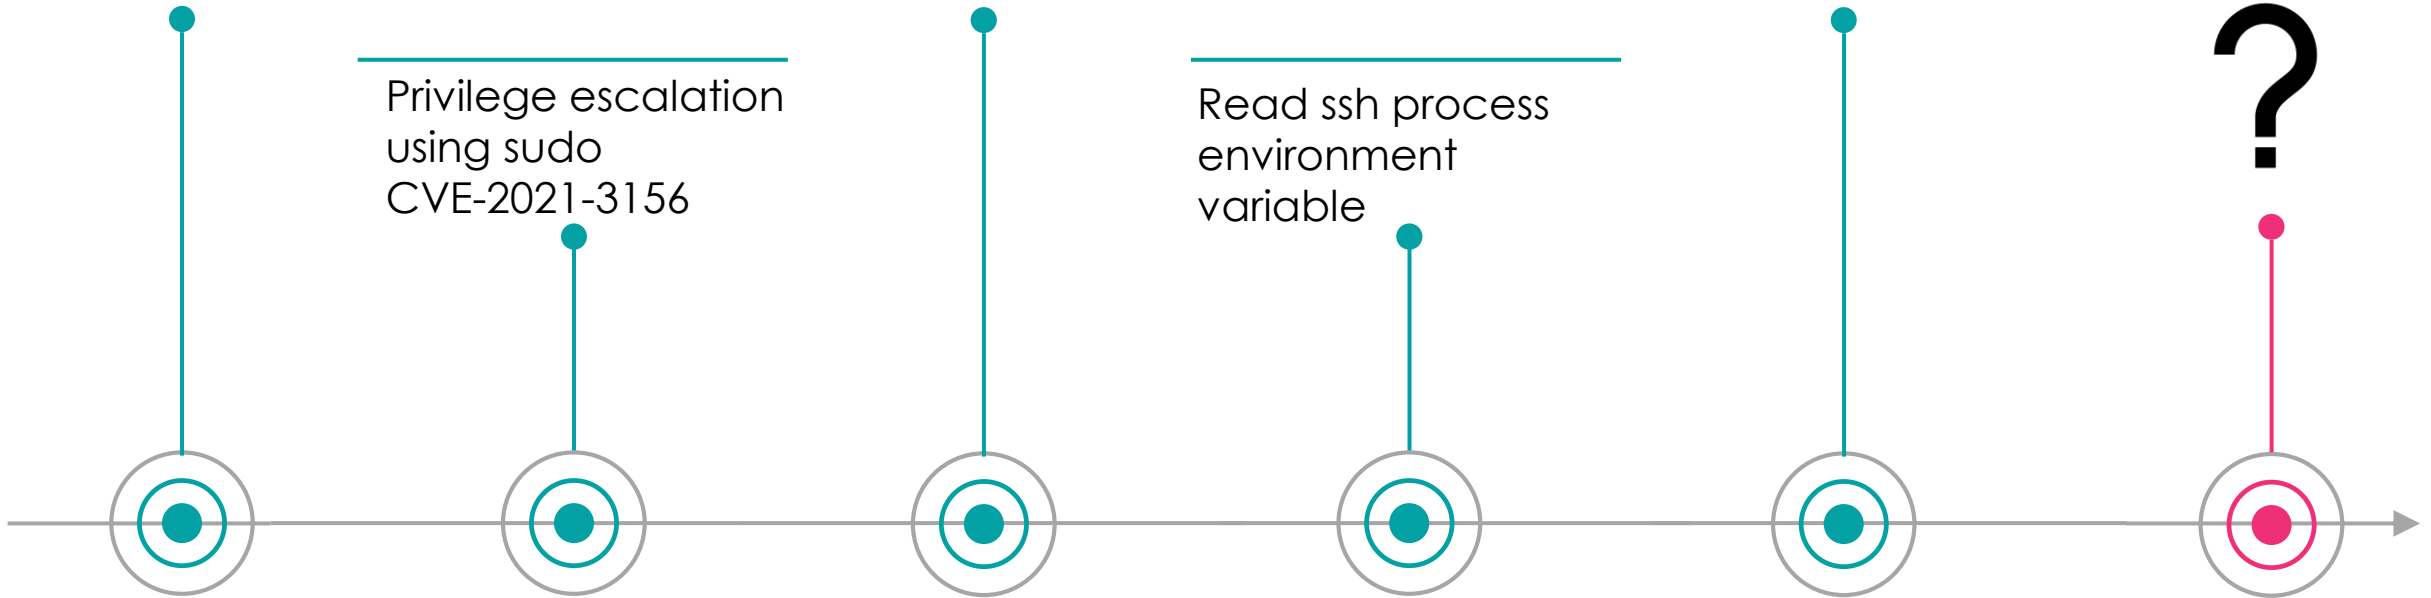 Privilege escalation
using sudo
CVE-2021-3156
Read ssh process
environment
variable
?